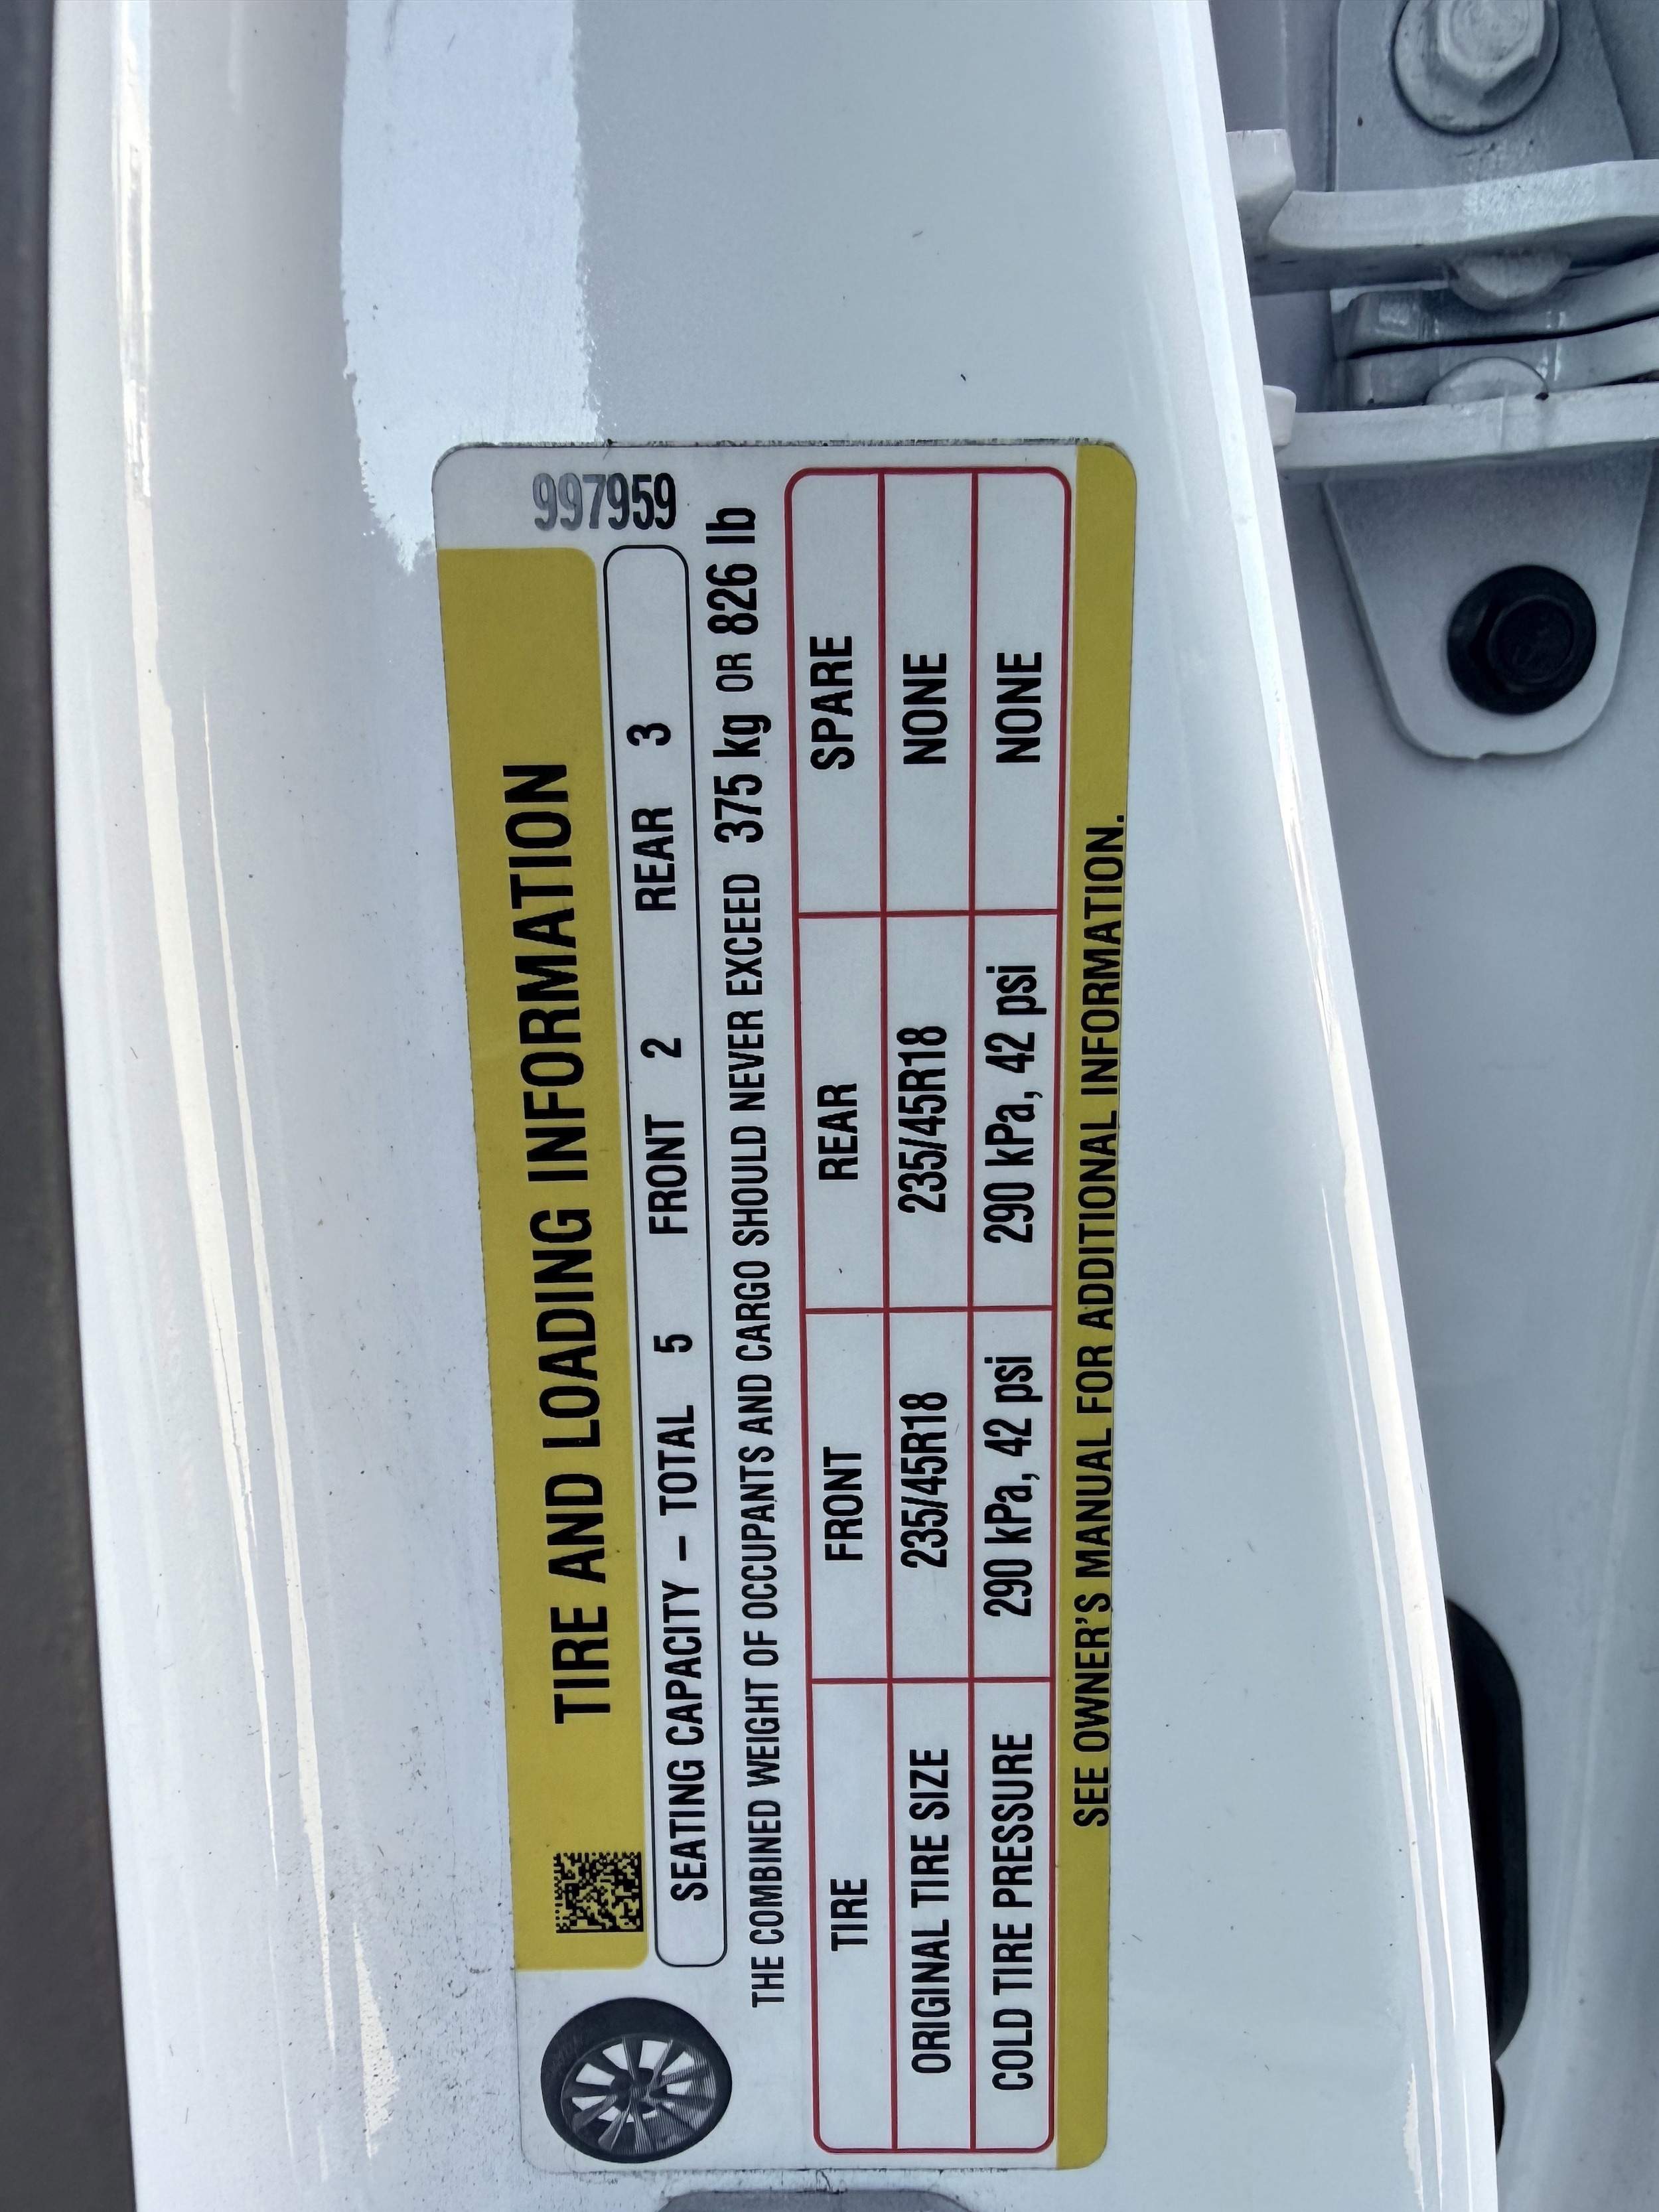 997959
TIRE AND LOADING INFORMATION
SEATING CAPACITY – TOTAL 5 FRONT 2 REAR 3
THE COMBINED WEIGHT OF OCCUPANTS AND CARGO SHOULD NEVER EXCEED 375 kg OR 826 lb
TIRE FRONT REAR SPARE
ORIGINAL TIRE SIZE 235/45R18 235/45R18 NONE
COLD TIRE PRESSURE 290 kPa, 42 psi 290 kPa, 42 psi NONE
SEE OWNER'S MANUAL FOR ADDITIONAL INFORMATION.